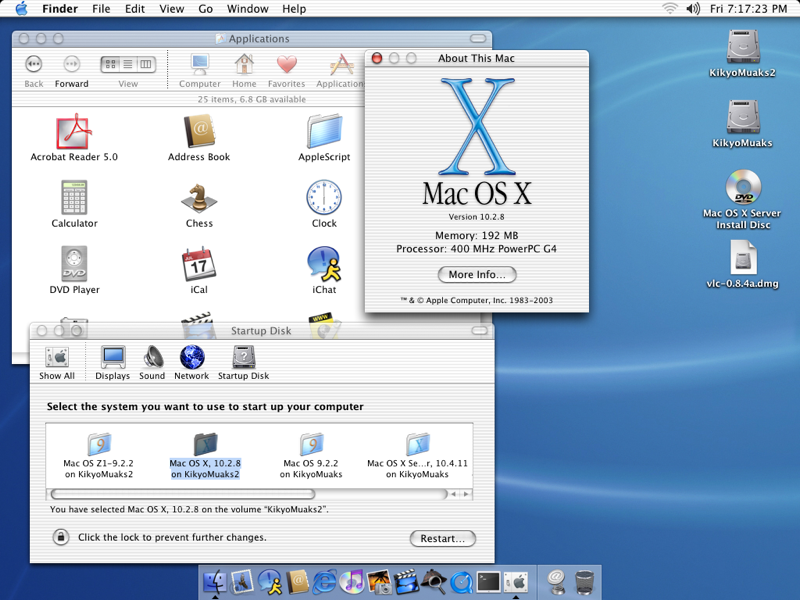 Finder File Edit View Go Window Help
Fri 7:17:23 PM
Applications
Back Forward View Computer Home Favorites Application
25 items, 6.8 GB available
Acrobat Reader 5.0 Address Book AppleScript
Calculator Chess Clock
DVD
JUL
17
DVD Player iCal iChat
WWW
About This Mac
Mac OS X
Version 10.2.8
Memory: 192 MB
Processor: 400 MHz PowerPC G4
More Info...
™ & © Apple Computer, Inc. 1983-2003
KikyoMuaks2
KikyoMuaks
DVD
Mac OS X Server
Install Disc
vlc-0.8.4a.dmg
Startup Disk
Show All Displays Sound Network Startup Disk
Select the system you want to use to start up your computer
Mac OS Z1-9.2.2
on KikyoMuaks2
Mac OS X, 10.2.8
on KikyoMuaks2
Mac OS 9.2.2
on KikyoMuaks
Mac OS X Se...r, 10.4.11
on KikyoMuaks
You have selected Mac OS X, 10.2.8 on the volume “KikyoMuaks2”.
Click the lock to prevent further changes.
Restart...